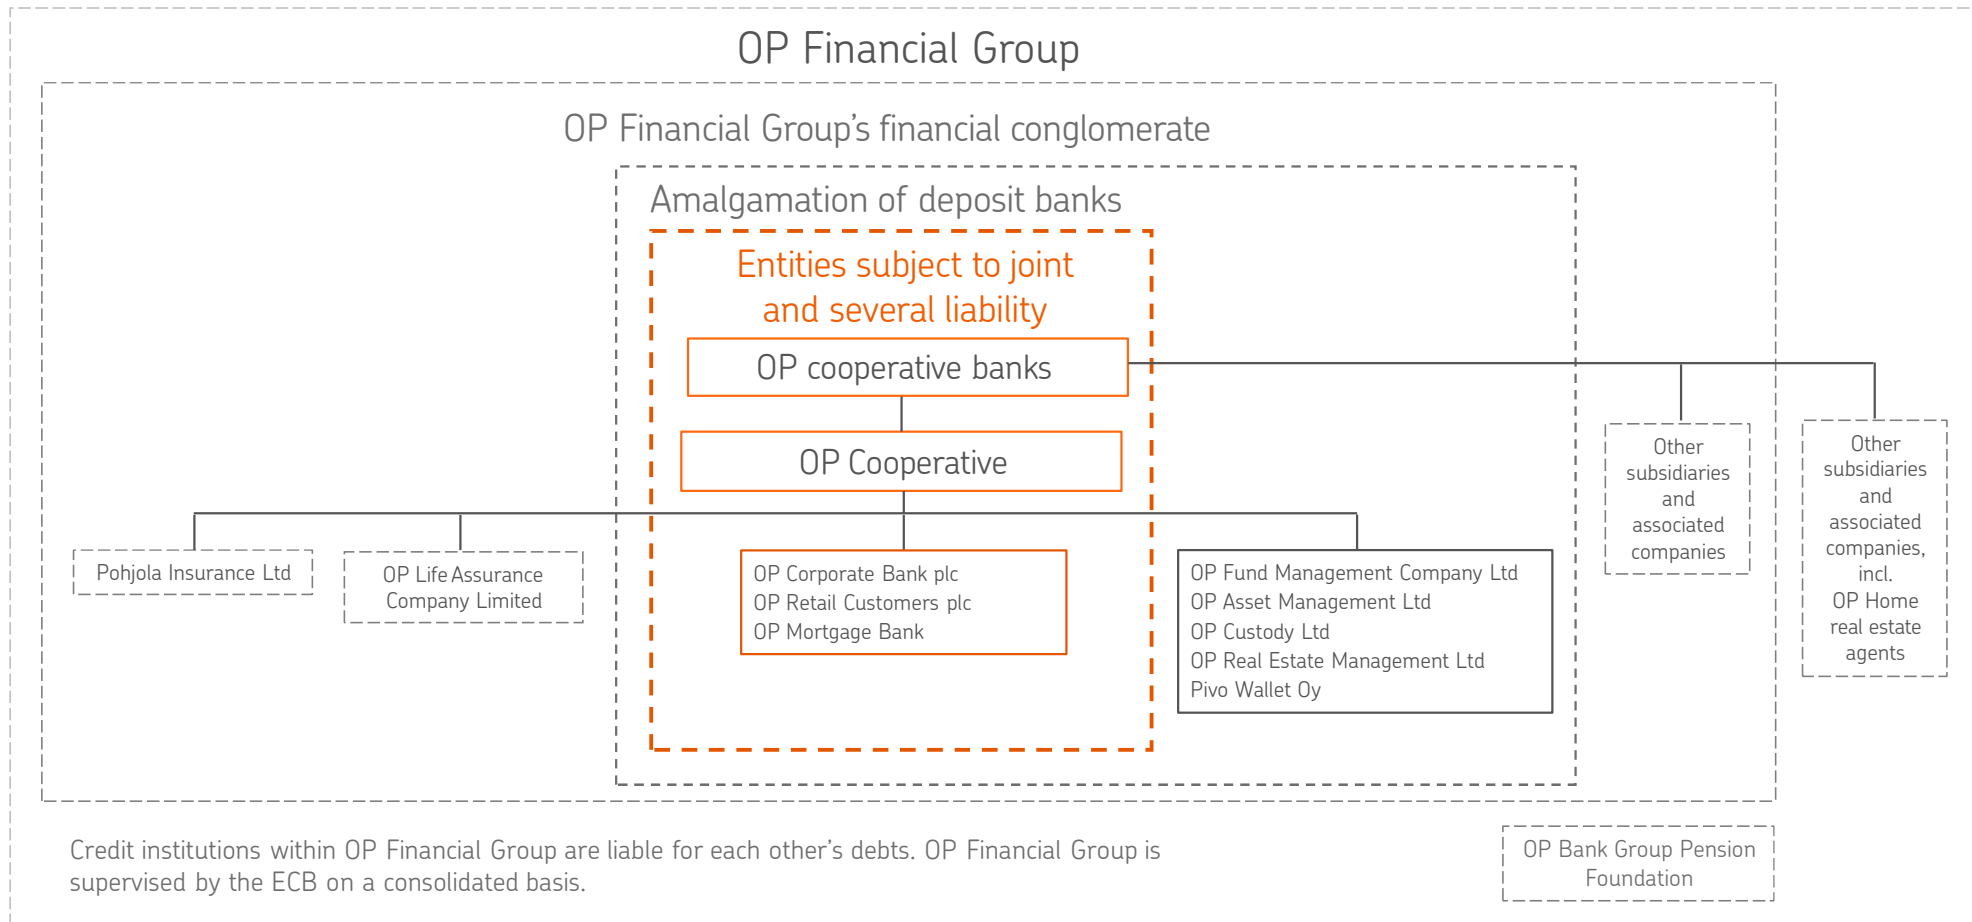 OP Financial Group
OP Financial Group's financial conglomerate
Amalgamation of deposit banks
Entities subject to joint
and several liability
OP cooperative banks
OP Cooperative
Pohjola Insurance Ltd
OP Life Assurance
Company Limited
OP Corporate Bank plc
OP Retail Customers plc
OP Mortgage Bank
OP Fund Management Company Ltd
OP Asset Management Ltd
OP Custody Ltd
OP Real Estate Management Ltd
Pivo Wallet Oy
Other
subsidiaries
and
associated
companies
Other
subsidiaries
and
associated
companies,
incl.
OP Home
real estate
agents
Credit institutions within OP Financial Group are liable for each other's debts. OP Financial Group is
supervised by the ECB on a consolidated basis.
OP Bank Group Pension
Foundation